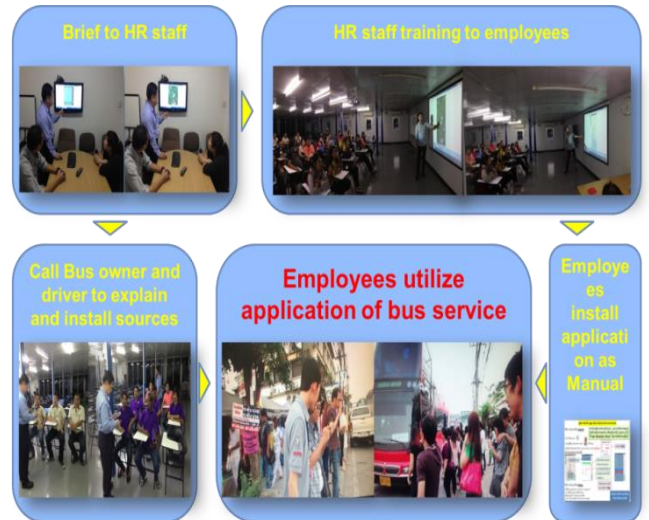 Brief to HR staff
HR staff training to employees
Call Bus owner and
driver to explain
and install sources
Employees utilize
application of bus service
Employe
es
install
applicati
on as
Manual